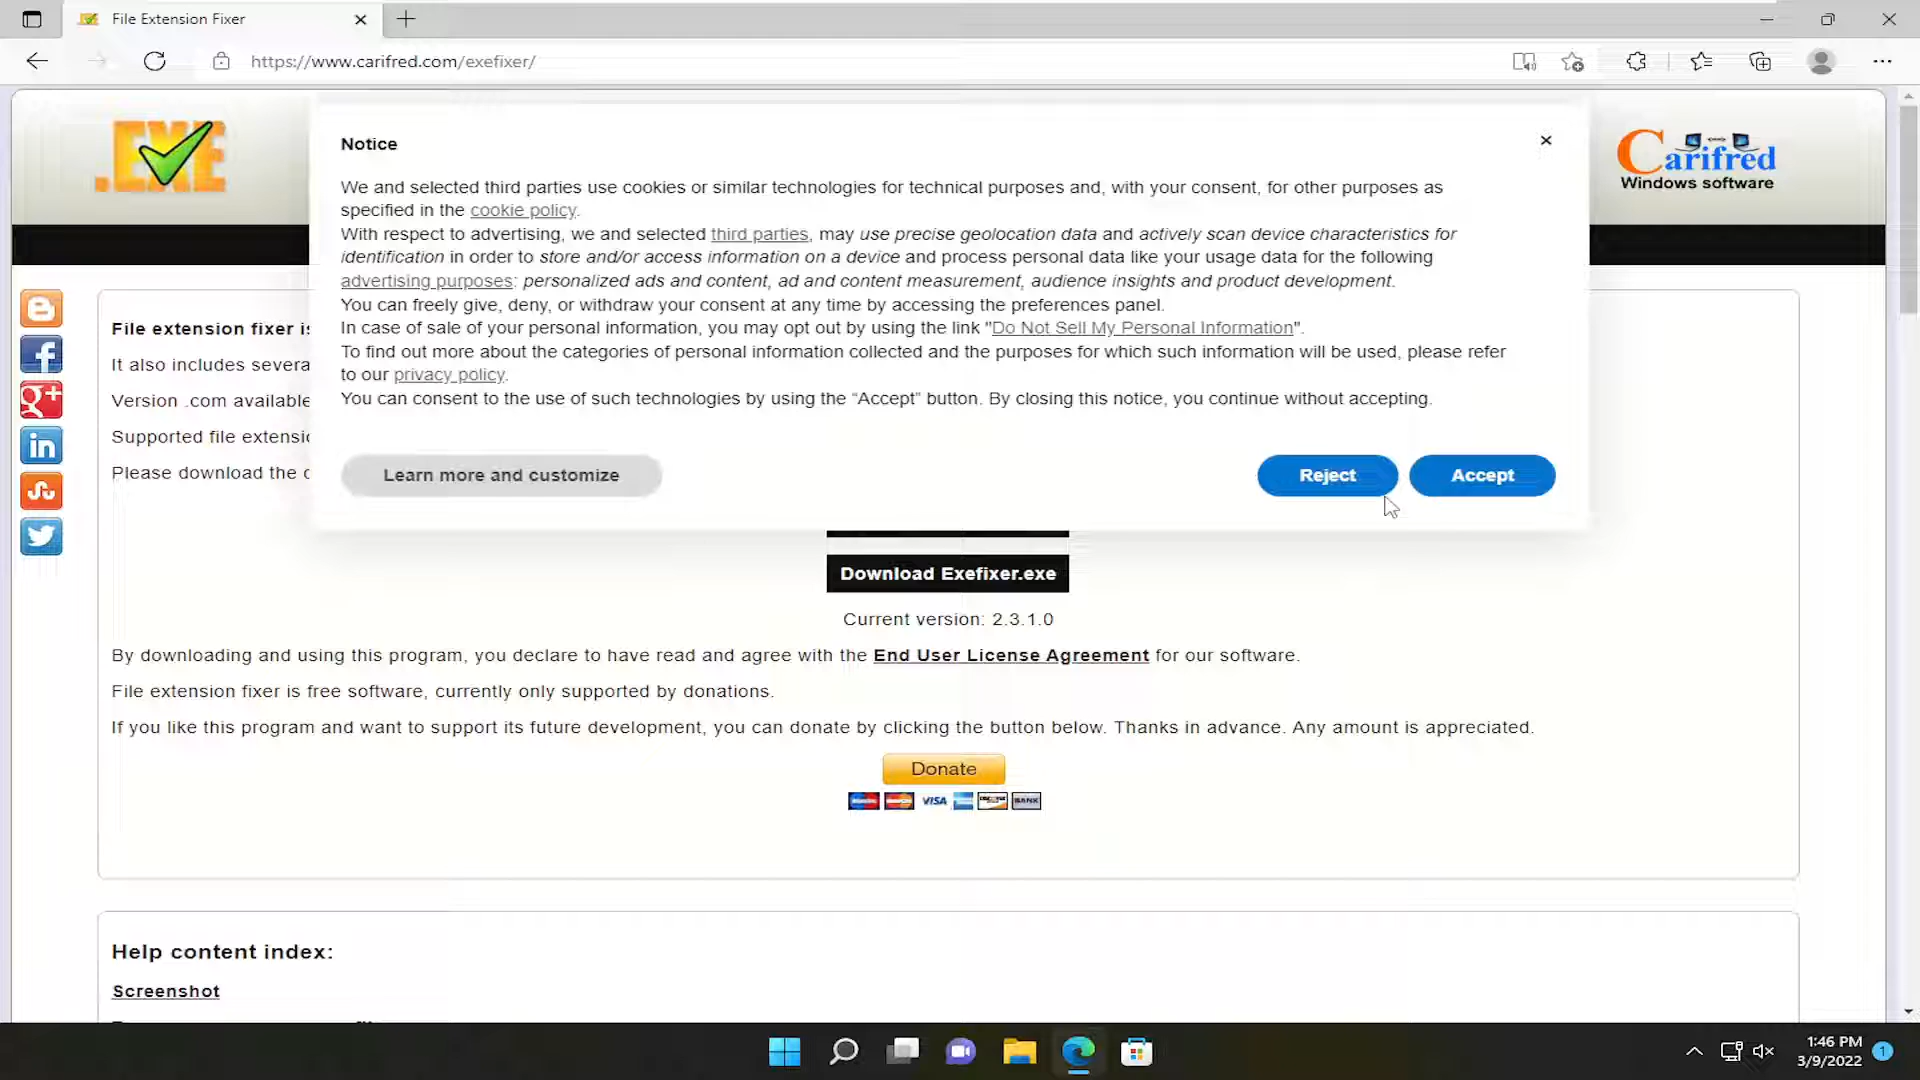 File Extension Fixer
https://www.carifred.com/exefixer/
.EXE
Carifred
Windows software
Notice
We and selected third parties use cookies or similar technologies for technical purposes and, with your consent, for other purposes as
specified in the cookie policy.
With respect to advertising, we and selected third parties, may use precise geolocation data and actively scan device characteristics for
identification in order to store and/or access information on a device and process personal data like your usage data for the following
advertising purposes: personalized ads and content, ad and content measurement, audience insights and product development.
You can freely give, deny, or withdraw your consent at any time by accessing the preferences panel.
In case of sale of your personal information, you may opt out by using the link "Do Not Sell My Personal Information".
To find out more about the categories of personal information collected and the purposes for which such information will be used, please refer
to our privacy policy.
You can consent to the use of such technologies by using the “Accept” button. By closing this notice, you continue without accepting.
Learn more and customize
Reject
Accept
File extension fixer is
It also includes severa
Version .com available
Supported file extensi
Please download the
Download Exefixer.exe
Current version: 2.3.1.0
By downloading and using this program, you declare to have read and agree with the End User License Agreement for our software.
File extension fixer is free software, currently only supported by donations.
If you like this program and want to support its future development, you can donate by clicking the button below. Thanks in advance. Any amount is appreciated.
Donate
VISA
BANK
Help content index:
Screenshot
1:46 PM
3/9/2022
1